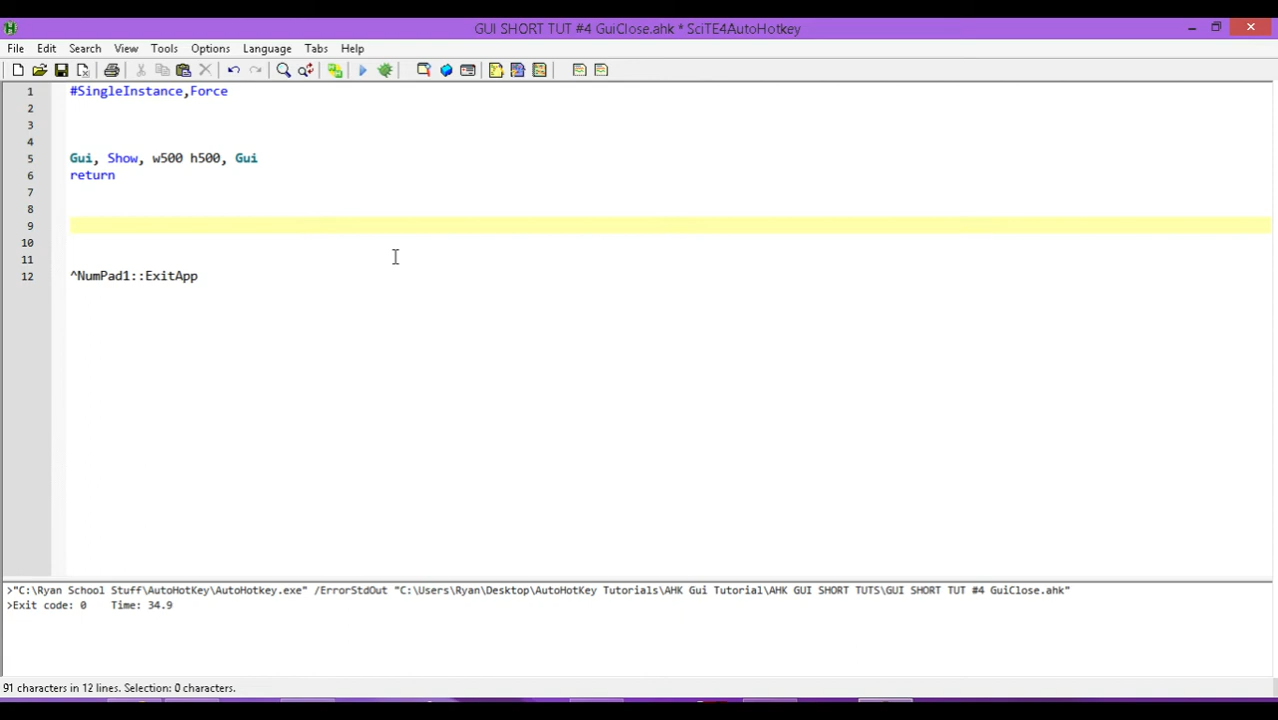 GUI SHORT TUT #4 GuiClose.ahk * SciTE4AutoHotkey
File Edit Search View Tools Options Language Tabs Help
1 #SingleInstance,Force
2
3
4
5 Gui, Show, w500 h500, Gui
6 return
7
8
9
10
11
12 ^NumPad1::ExitApp
>"C:\Ryan School Stuff\AutoHotKey\AutoHotkey.exe" /ErrorStdOut "C:\Users\Ryan\Desktop\AutoHotKey Tutorials\AHK Gui Tutorial\AHK GUI SHORT TUTS\GUI SHORT TUT #4 GuiClose.ahk"
>Exit code: 0 Time: 34.9
91 characters in 12 lines. Selection: 0 characters.